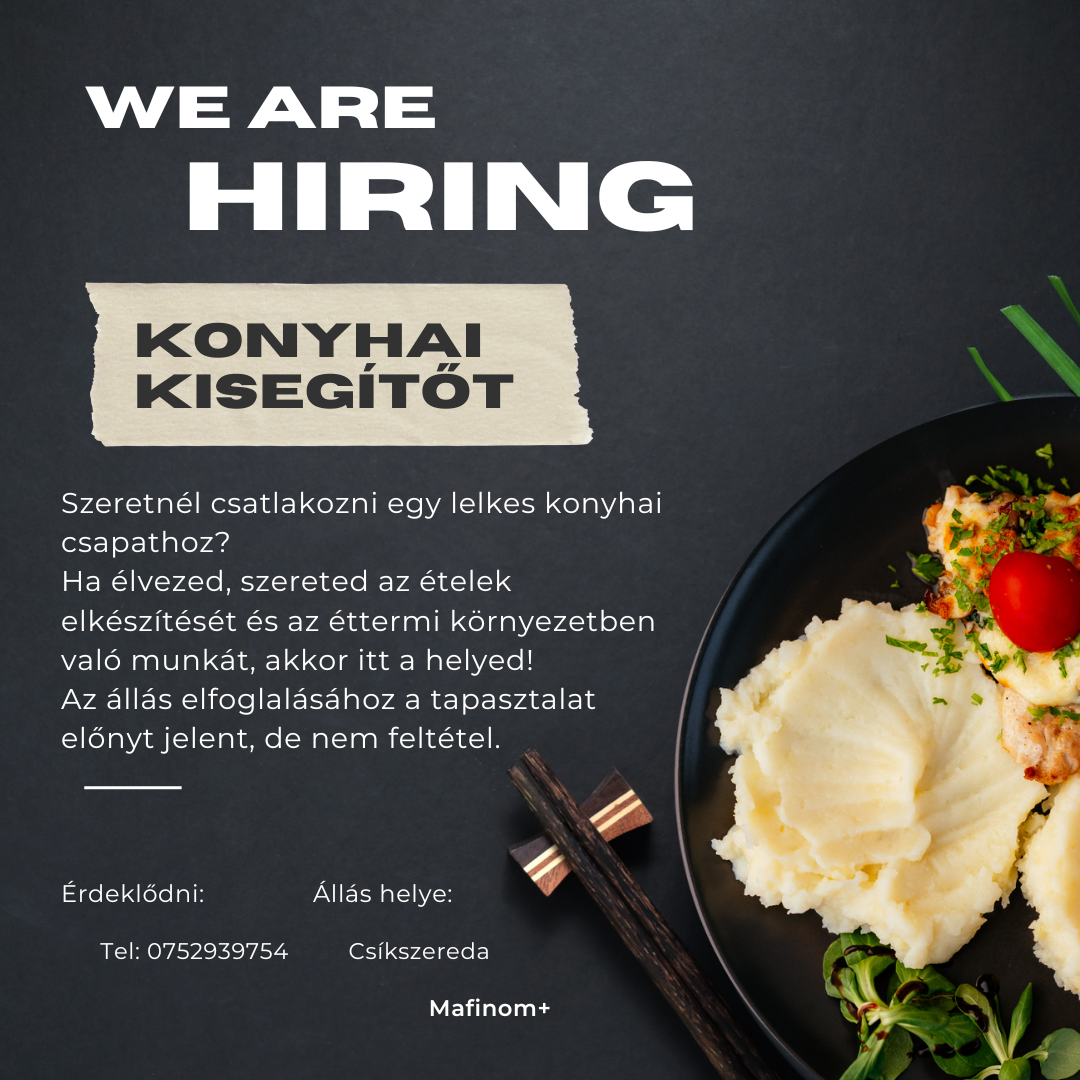 WE ARE
HIRING
KONYHAI
KISEGÍTŐT
Szeretnél csatlakozni egy lelkes konyhai
csapathoz?
Ha élvezed, szereted az ételek
elkészítését és az éttermi környezetben
való munkát, akkor itt a helyed!
Az állás elfoglalásához a tapasztalat
előnyt jelent, de nem feltétel.
Érdeklődni:
Állás helye:
Tel: 0752939754
Csíkszereda
Mafinom+